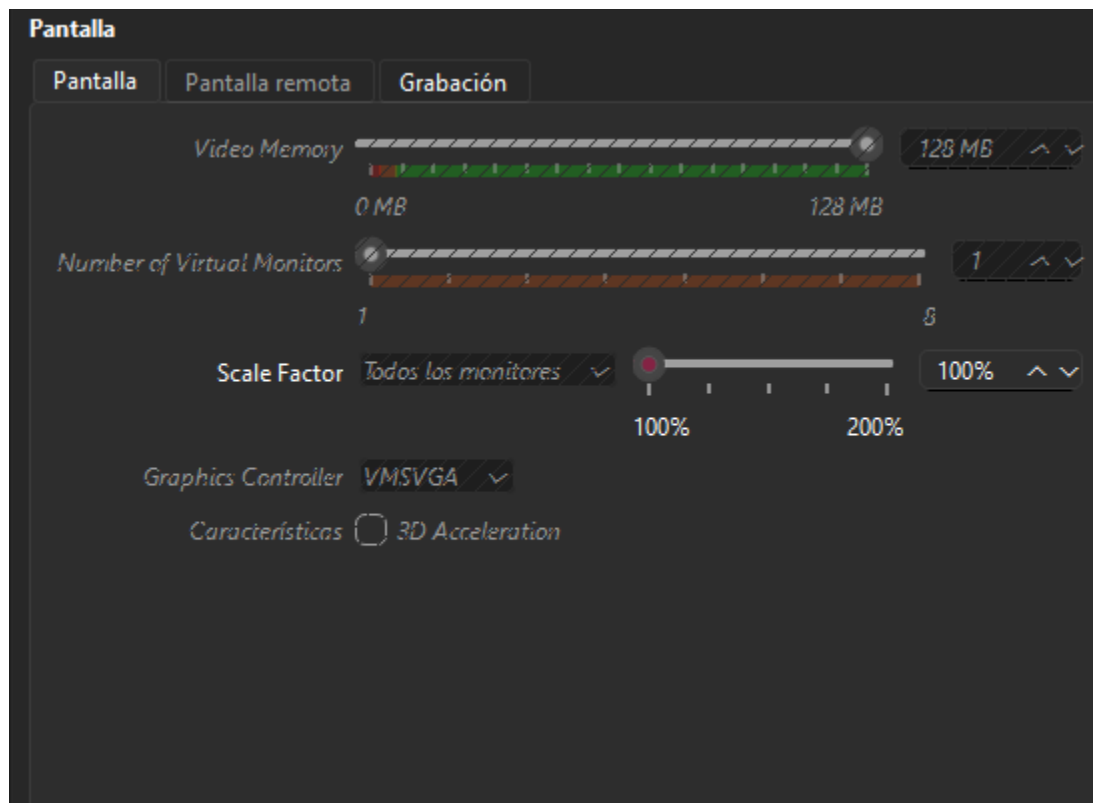 Pantalla
Pantalla Pantalla remota Grabación
Video Memory 128 MB
0 MB 128 MB
Number of Virtual Monitors 1
1 8
Scale Factor Todos los monitores 100%
100% 200%
Graphics Controller VMSVGA
Características 3D Acceleration